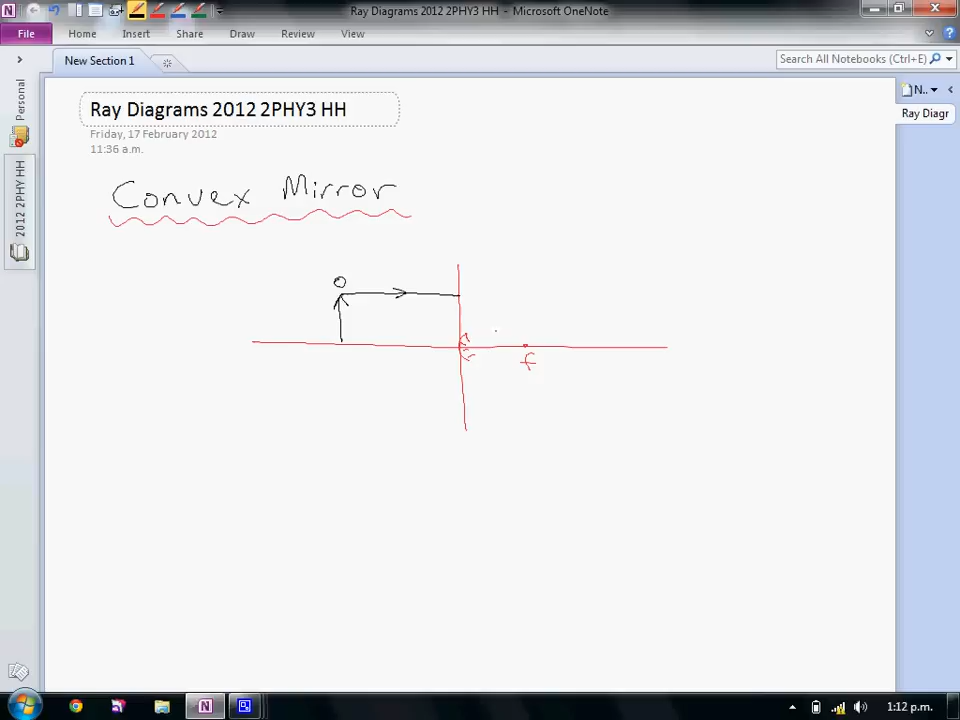 Ray Diagrams 2012 2PHY3 HH - Microsoft OneNote
File Home Insert Share Draw Review View
New Section 1
Search All Notebooks (Ctrl+E)
Personal
2012 2PHY HH
N..
Ray Diagr
Ray Diagrams 2012 2PHY3 HH
Friday, 17 February 2012
11:36 a.m.
Convex Mirror
O
f
1:12 p.m.